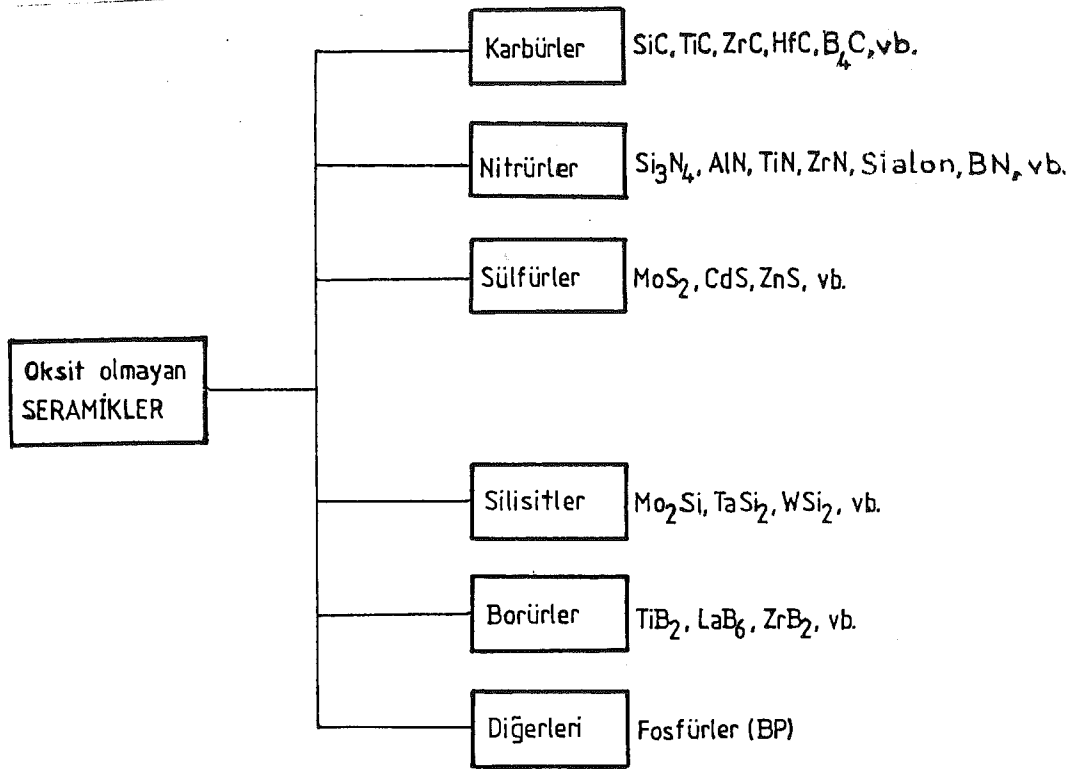 Karbürler SiC, TiC, ZrC, HfC, B₄C, vb.
Nitrürler Si₃N₄, AlN, TiN, ZrN, Sialon, BN, vb.
Sülfürler MoS₂, CdS, ZnS, vb.
Oksit olmayan
SERAMİKLER
Silisitler Mo₂Si, TaSi₂, WSi₂, vb.
Borürler TiB₂, LaB₆, ZrB₂, vb.
Diğerleri Fosfürler (BP)